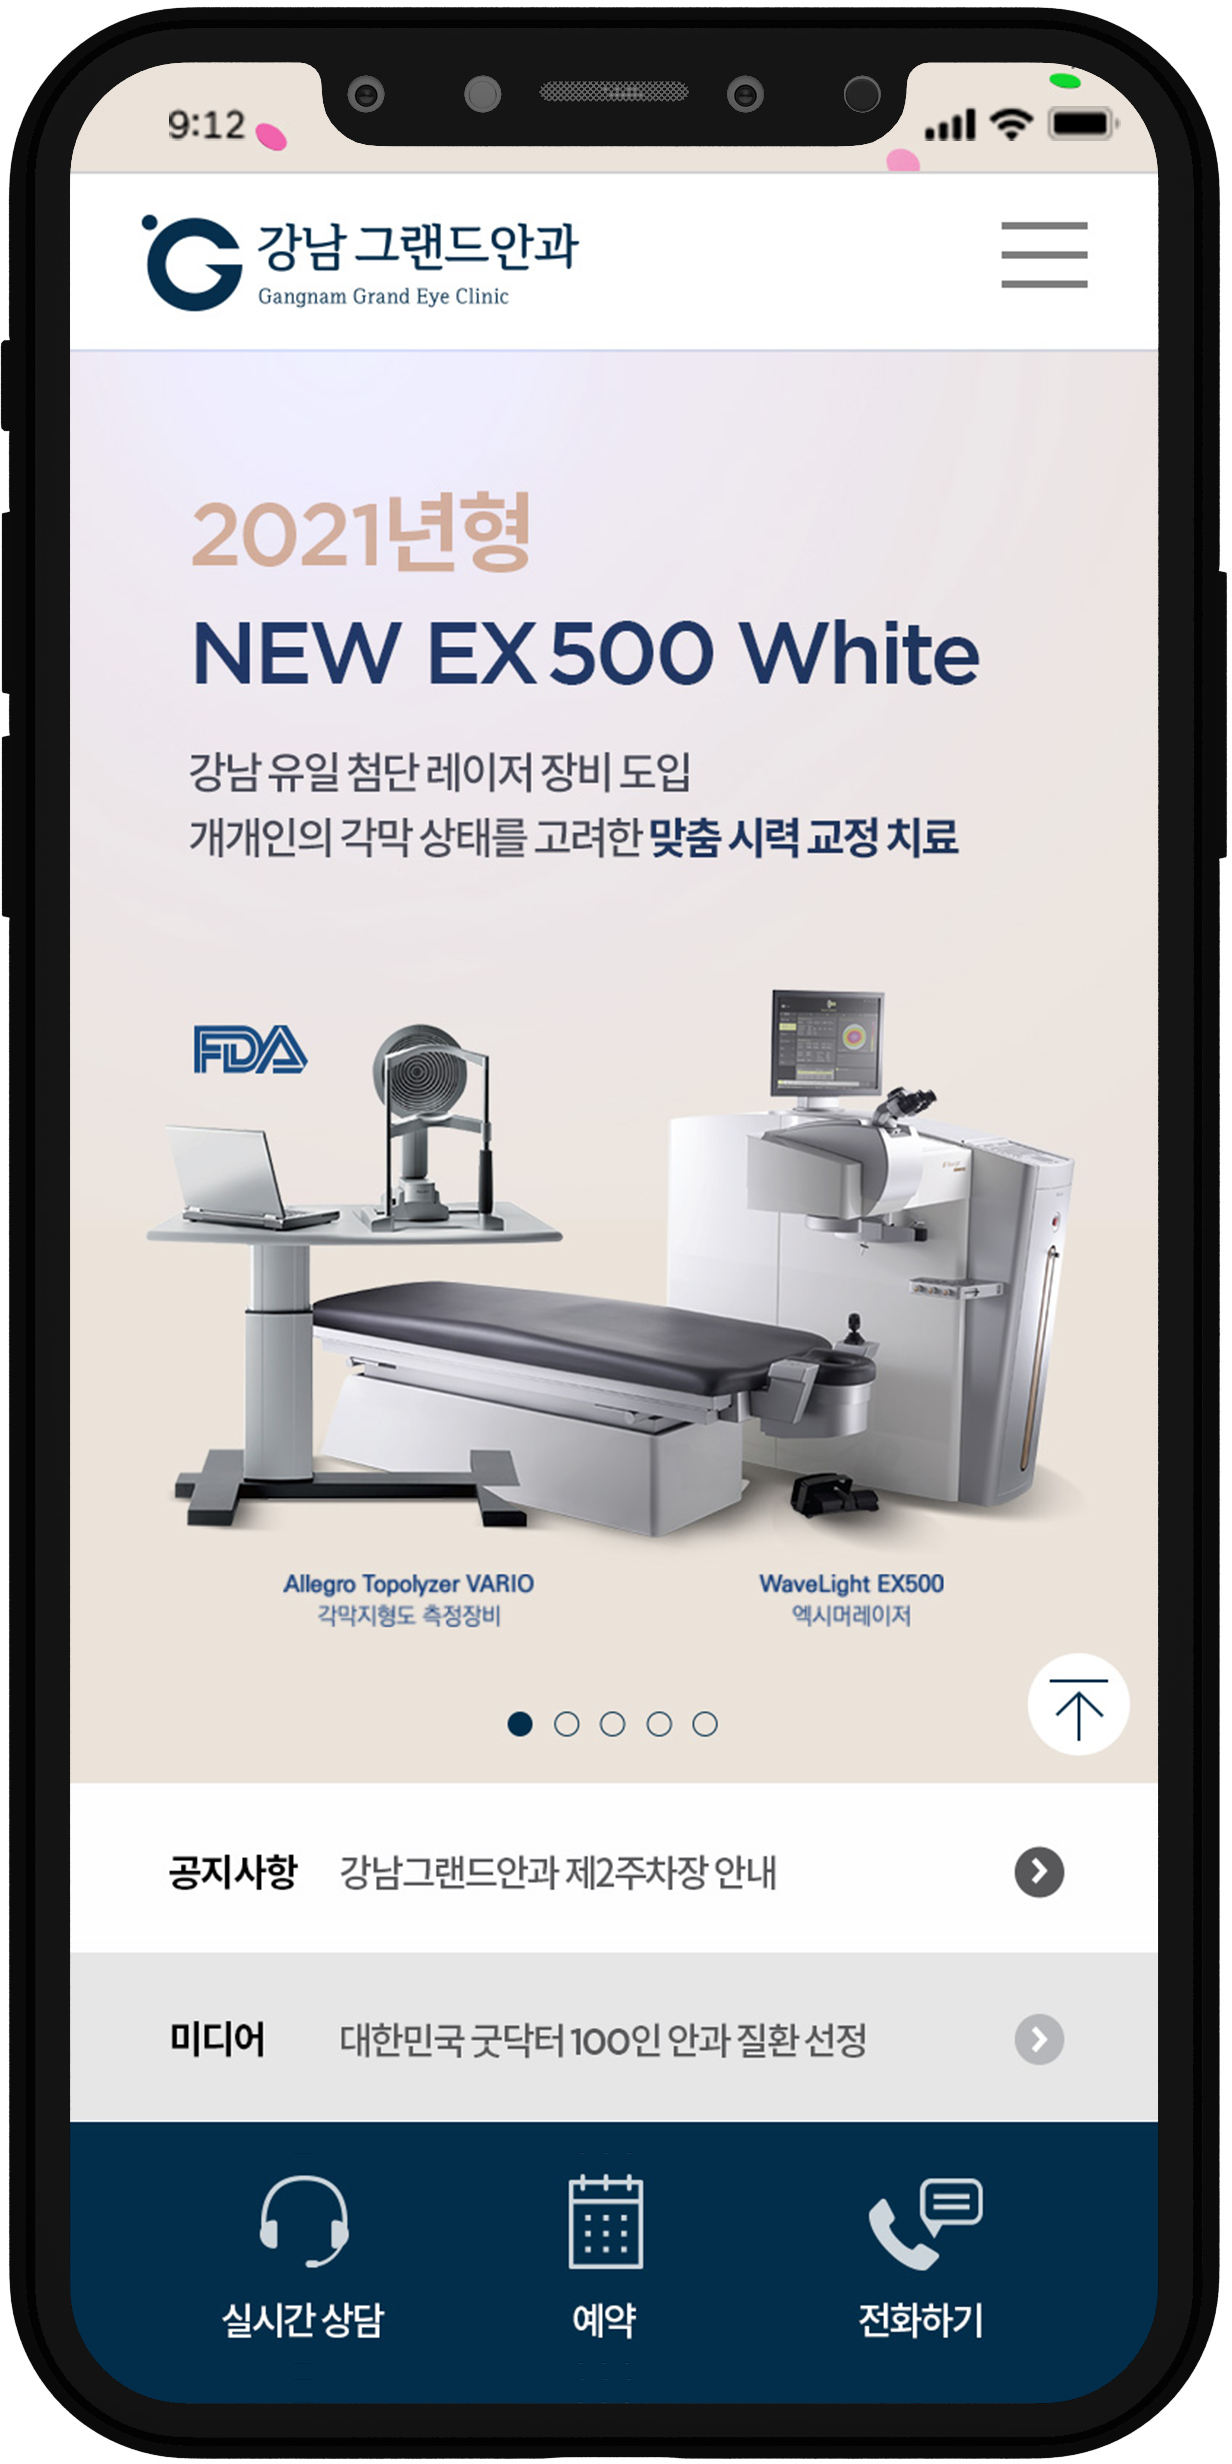 9:12
강남 그랜드안과
Gangnam Grand Eye Clinic
2021년형
NEW EX500 White
강남 유일 첨단 레이저 장비 도입
개개인의 각막 상태를 고려한 맞춤 시력 교정 치료
FDA
Allegro Topolyzer VARIO
각막지형도 측정장비
WaveLight EX500
엑시머레이저
공지사항 강남그랜드안과 제2주차장 안내
미디어 대한민국 굿닥터 100인 안과 질환 선정
실시간 상담
예약
전화하기